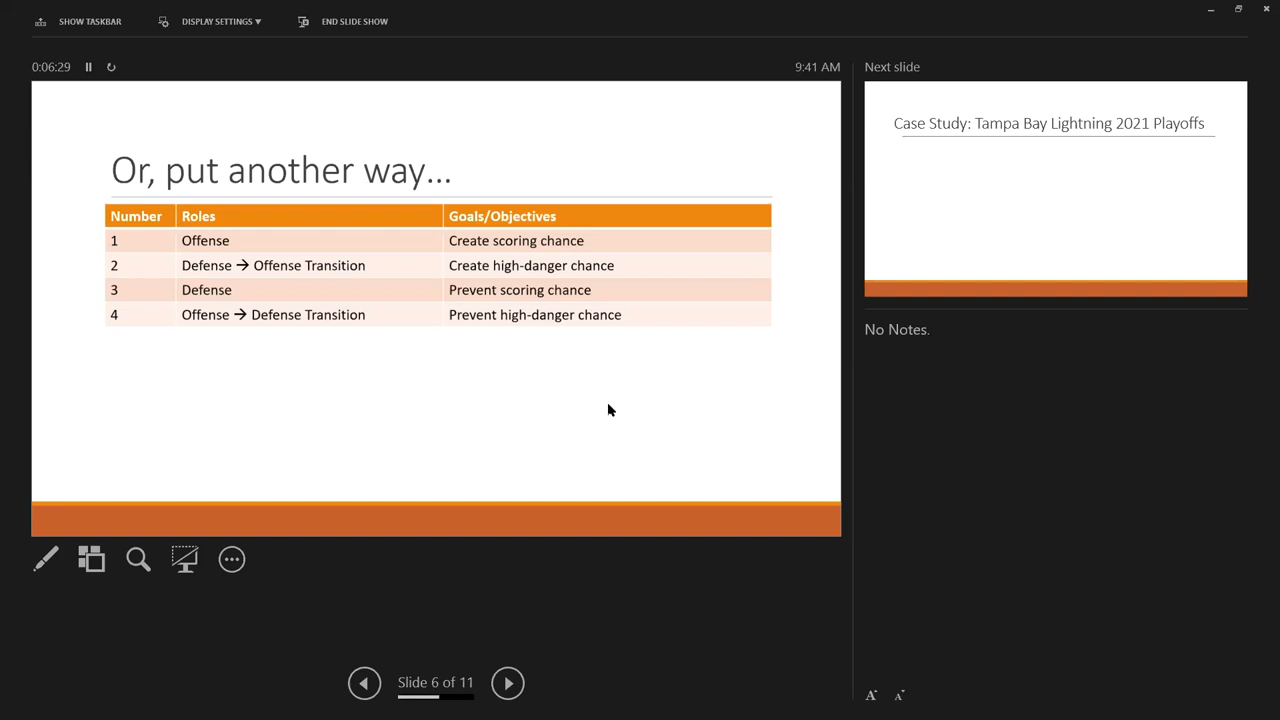 SHOW TASKBAR DISPLAY SETTINGS ▼ END SLIDE SHOW
0:06:29 9:41 AM
Or, put another way...
Number Roles Goals/Objectives
1 Offense Create scoring chance
2 Defense → Offense Transition Create high-danger chance
3 Defense Prevent scoring chance
4 Offense → Defense Transition Prevent high-danger chance
Slide 6 of 11
Next slide
Case Study: Tampa Bay Lightning 2021 Playoffs
No Notes.
A A